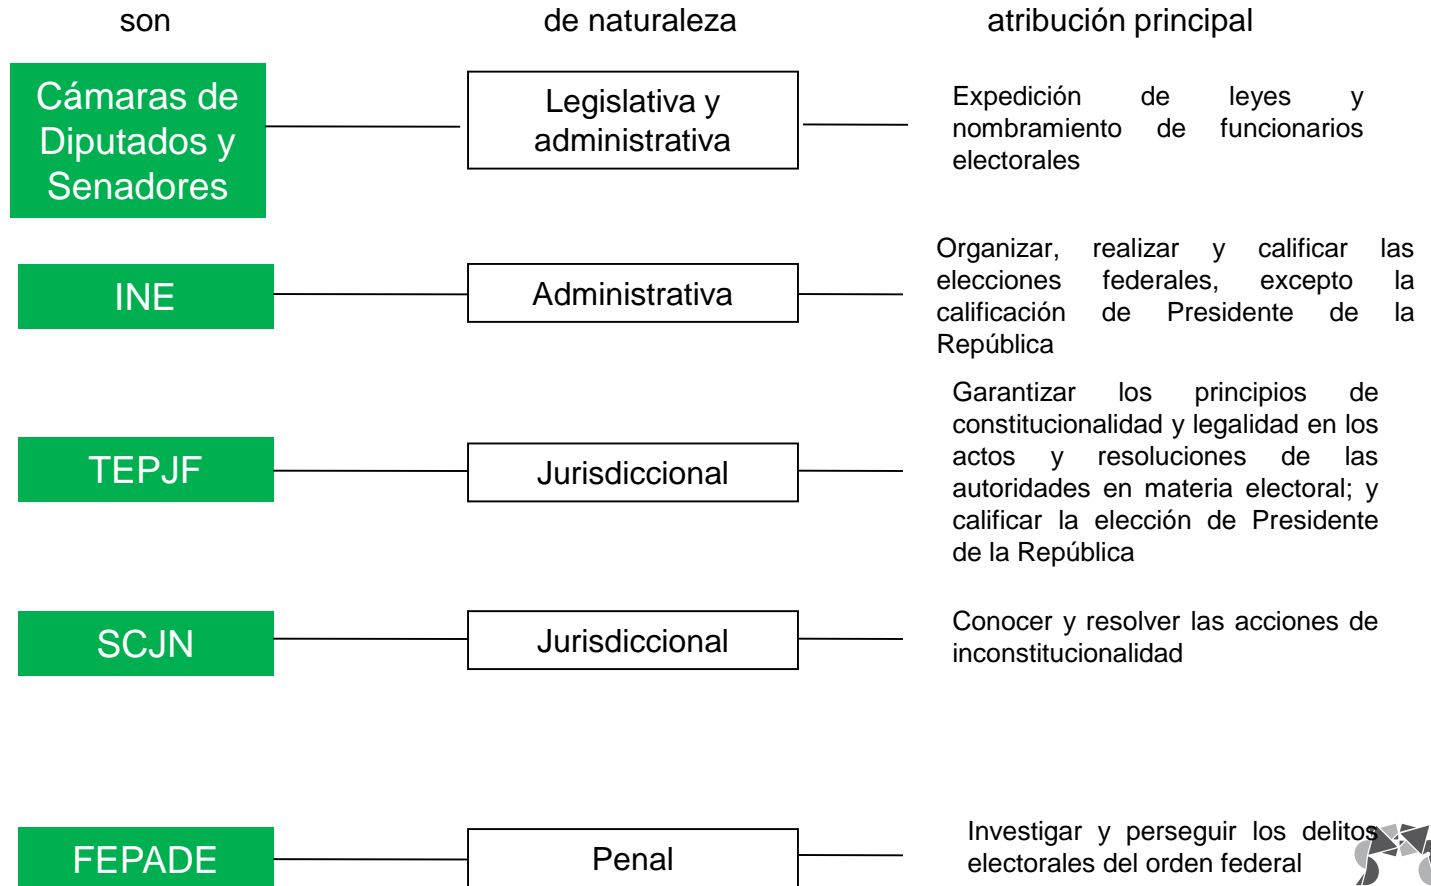 son
de naturaleza
atribución principal
Cámaras de
Diputados y
Senadores
Legislativa y
administrativa
Expedición de leyes y
nombramiento de funcionarios
electorales
INE
Administrativa
Organizar, realizar y calificar las
elecciones federales, excepto la
calificación de Presidente de la
República
TEPJF
Jurisdiccional
Garantizar los principios de
constitucionalidad y legalidad en los
actos y resoluciones de las
autoridades en materia electoral; y
calificar la elección de Presidente
de la República
SCJN
Jurisdiccional
Conocer y resolver las acciones de
inconstitucionalidad
FEPADE
Penal
Investigar y perseguir los delitos
electorales del orden federal